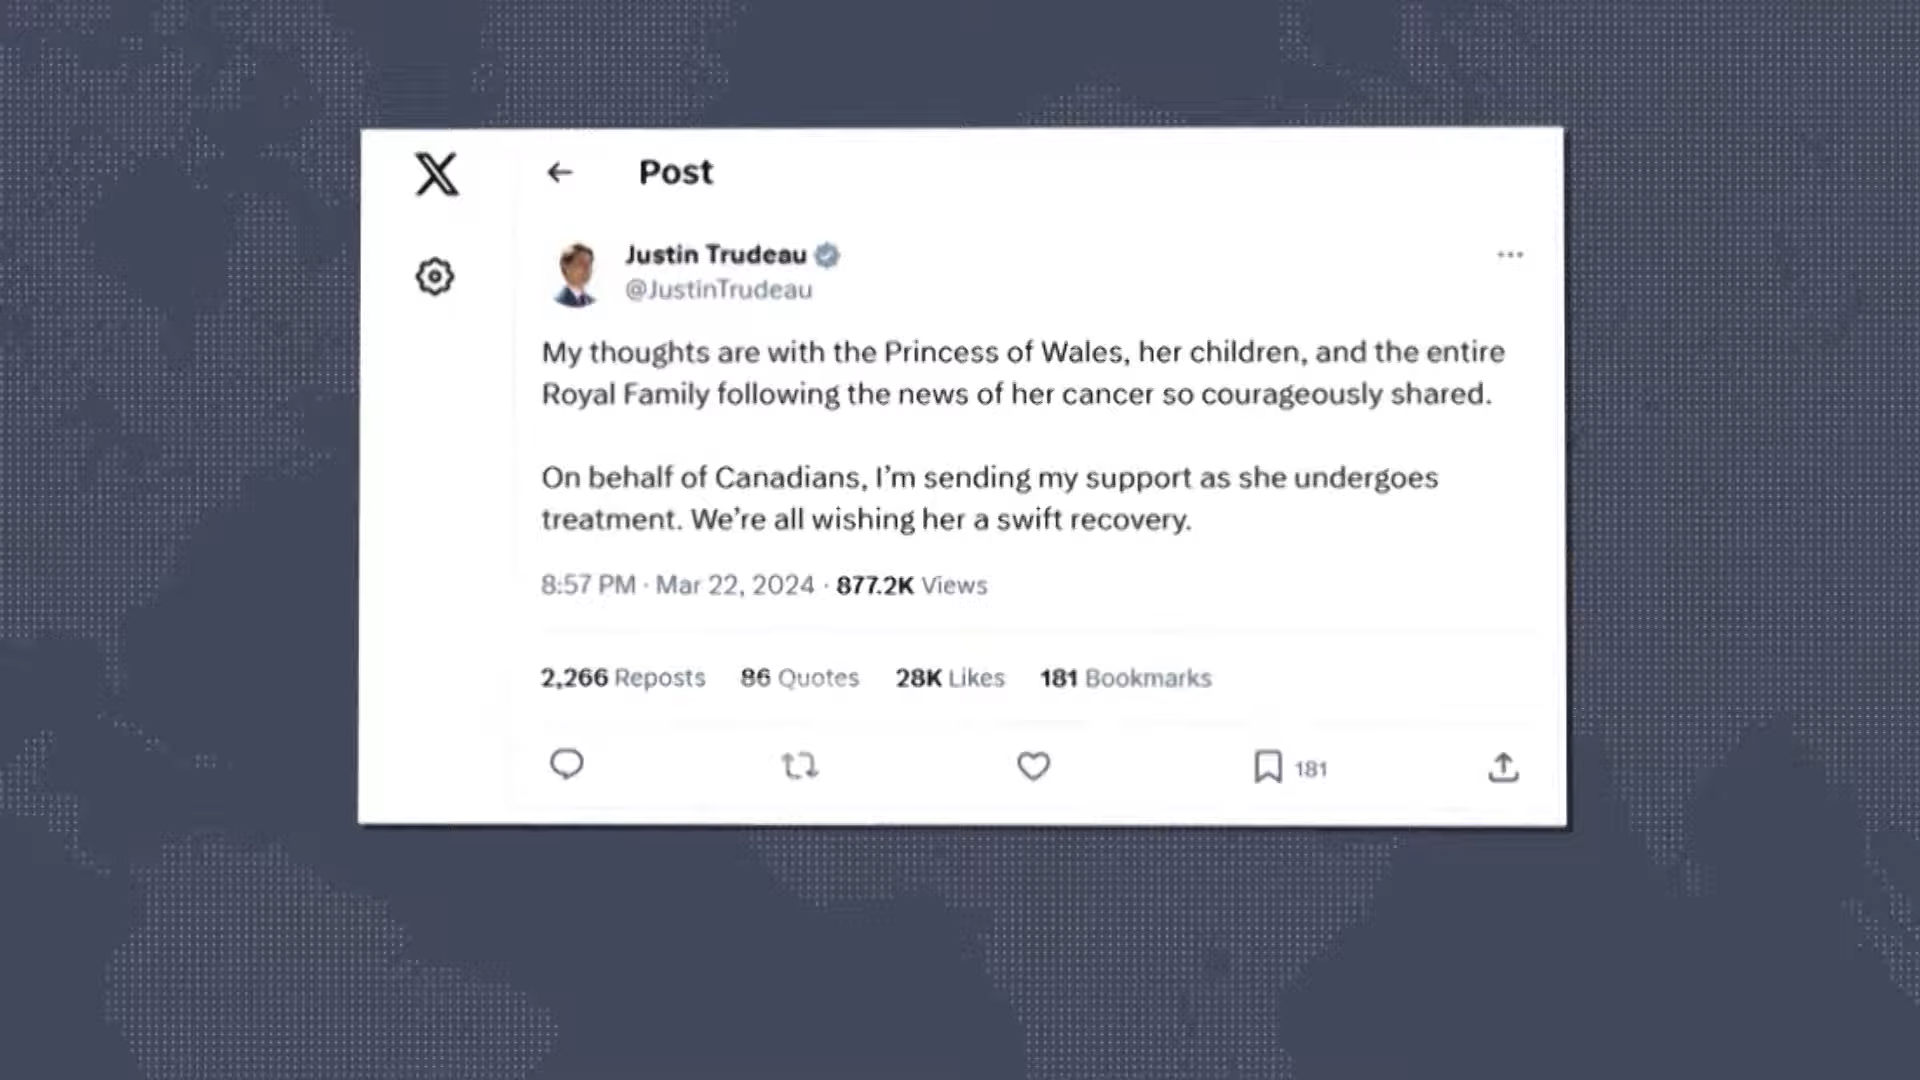 Post
Justin Trudeau
@JustinTrudeau
My thoughts are with the Princess of Wales, her children, and the entire
Royal Family following the news of her cancer so courageously shared.
On behalf of Canadians, I’m sending my support as she undergoes
treatment. We’re all wishing her a swift recovery.
8:57 PM · Mar 22, 2024 · 877.2K Views
2,266 Reposts 86 Quotes 28K Likes 181 Bookmarks
181